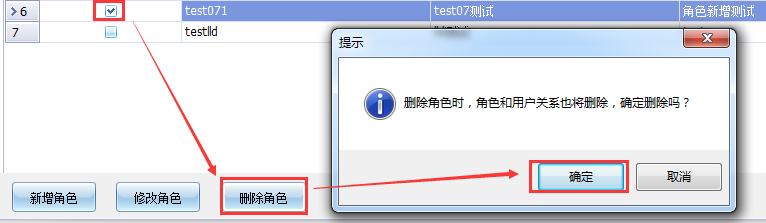 6 test071 test07测试 角色新增测试
7 testlld
提示
删除角色时，角色和用户关系也将删除，确定删除吗？
确定 取消
新增角色 修改角色 删除角色